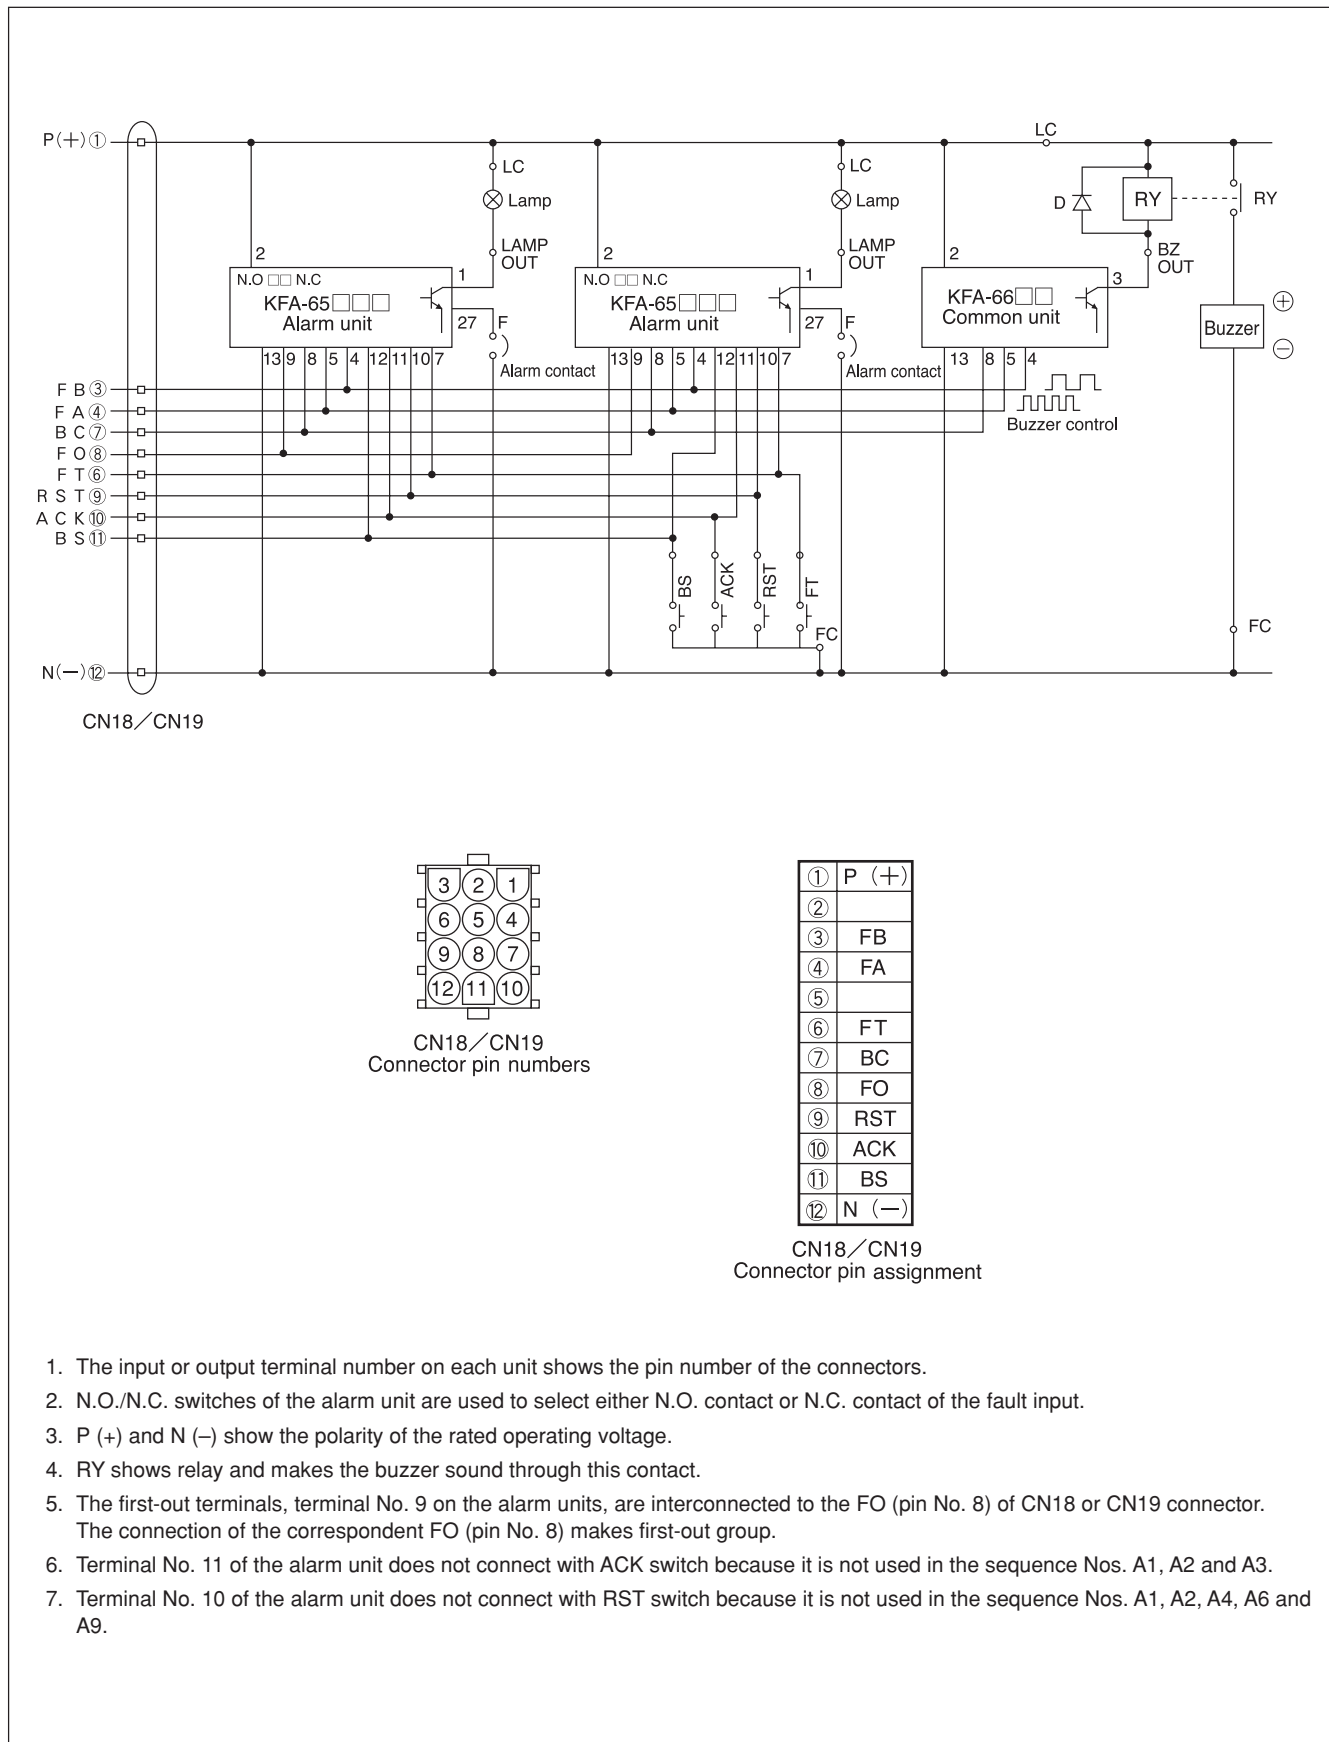 LC
P(+)①
LC
LC
Lamp
Lamp
D
RY
RY
LAMP
OUT
LAMP
OUT
BZ
OUT
2
1
2
1
2
3
N.O □□ N.C
N.O □□ N.C
KFA-65□□□
Alarm unit
KFA-65□□□
Alarm unit
KFA-66□□
Common unit
Buzzer
⊕
⊖
27
F
27
F
13 9 8 5 4 12 11 10 7
13 9 8 5 4 12 11 10 7
13 8 5 4
Alarm contact
Alarm contact
F B③
F A④
B C⑦
Buzzer control
F O⑧
F T⑥
R S T⑨
A C K⑩
B S⑪
BS
ACK
RST
FT
FC
FC
N(—)⑫
CN18／CN19
3 2 1
6 5 4
9 8 7
12 11 10
CN18／CN19
Connector pin numbers
① P (+)
②
③ FB
④ FA
⑤
⑥ FT
⑦ BC
⑧ FO
⑨ RST
⑩ ACK
⑪ BS
⑫ N (—)
CN18／CN19
Connector pin assignment
1. The input or output terminal number on each unit shows the pin number of the connectors.
2. N.O./N.C. switches of the alarm unit are used to select either N.O. contact or N.C. contact of the fault input.
3. P (+) and N (–) show the polarity of the rated operating voltage.
4. RY shows relay and makes the buzzer sound through this contact.
5. The first-out terminals, terminal No. 9 on the alarm units, are interconnected to the FO (pin No. 8) of CN18 or CN19 connector.
The connection of the correspondent FO (pin No. 8) makes first-out group.
6. Terminal No. 11 of the alarm unit does not connect with ACK switch because it is not used in the sequence Nos. A1, A2 and A3.
7. Terminal No. 10 of the alarm unit does not connect with RST switch because it is not used in the sequence Nos. A1, A2, A4, A6 and
A9.